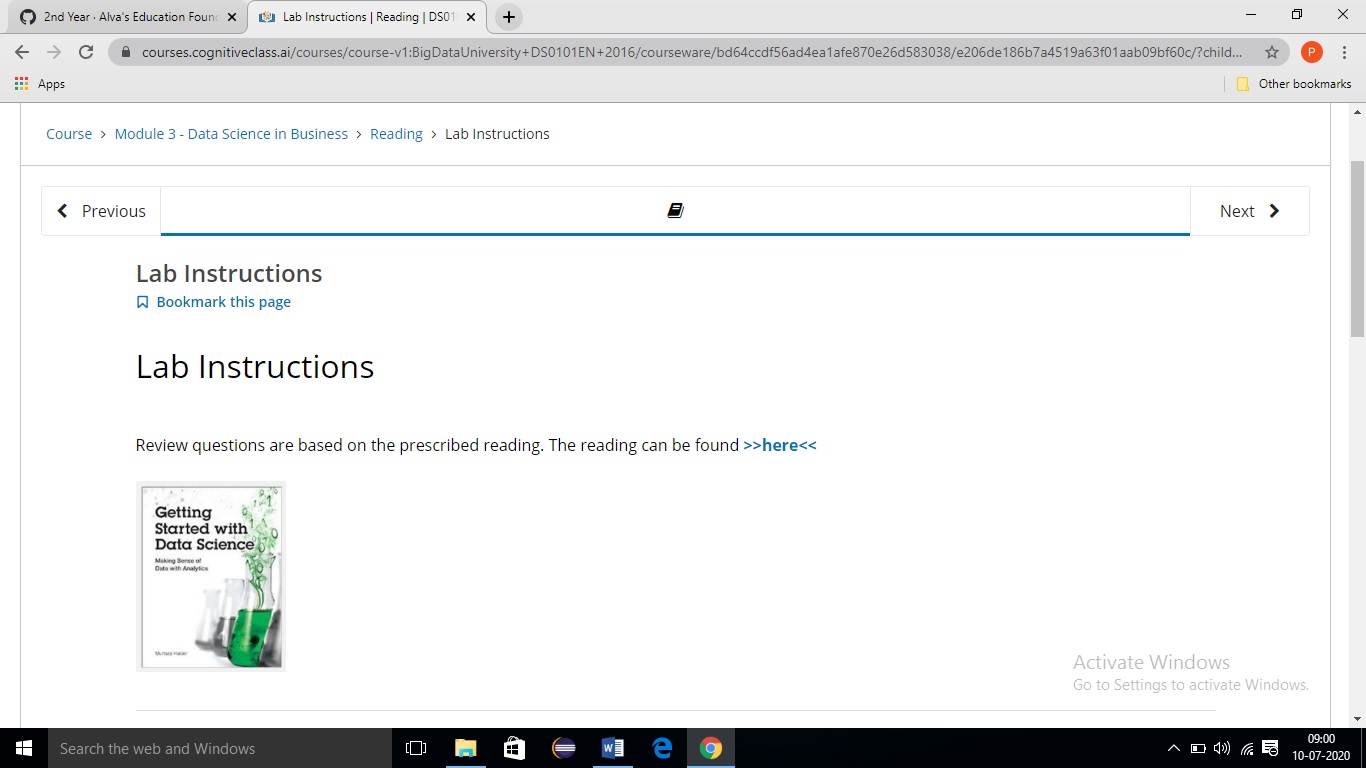 2nd Year · Alva's Education Foun
Lab Instructions | Reading | DS01
courses.cognitiveclass.ai/courses/course-v1:BigDataUniversity+DS0101EN+2016/courseware/bd64ccdf56ad4ea1afe870e26d583038/e206de186b7a4519a63f01aab09bf60c/?child...
P
Apps
Other bookmarks
Course > Module 3 - Data Science in Business > Reading > Lab Instructions
Previous
Next
Lab Instructions
Bookmark this page
Lab Instructions
Review questions are based on the prescribed reading. The reading can be found >>here<<
Getting
Started with
Data Science
Making Sense of
Data with Analytics
Murtaza Haider
Activate Windows
Go to Settings to activate Windows.
Search the web and Windows
09:00
10-07-2020